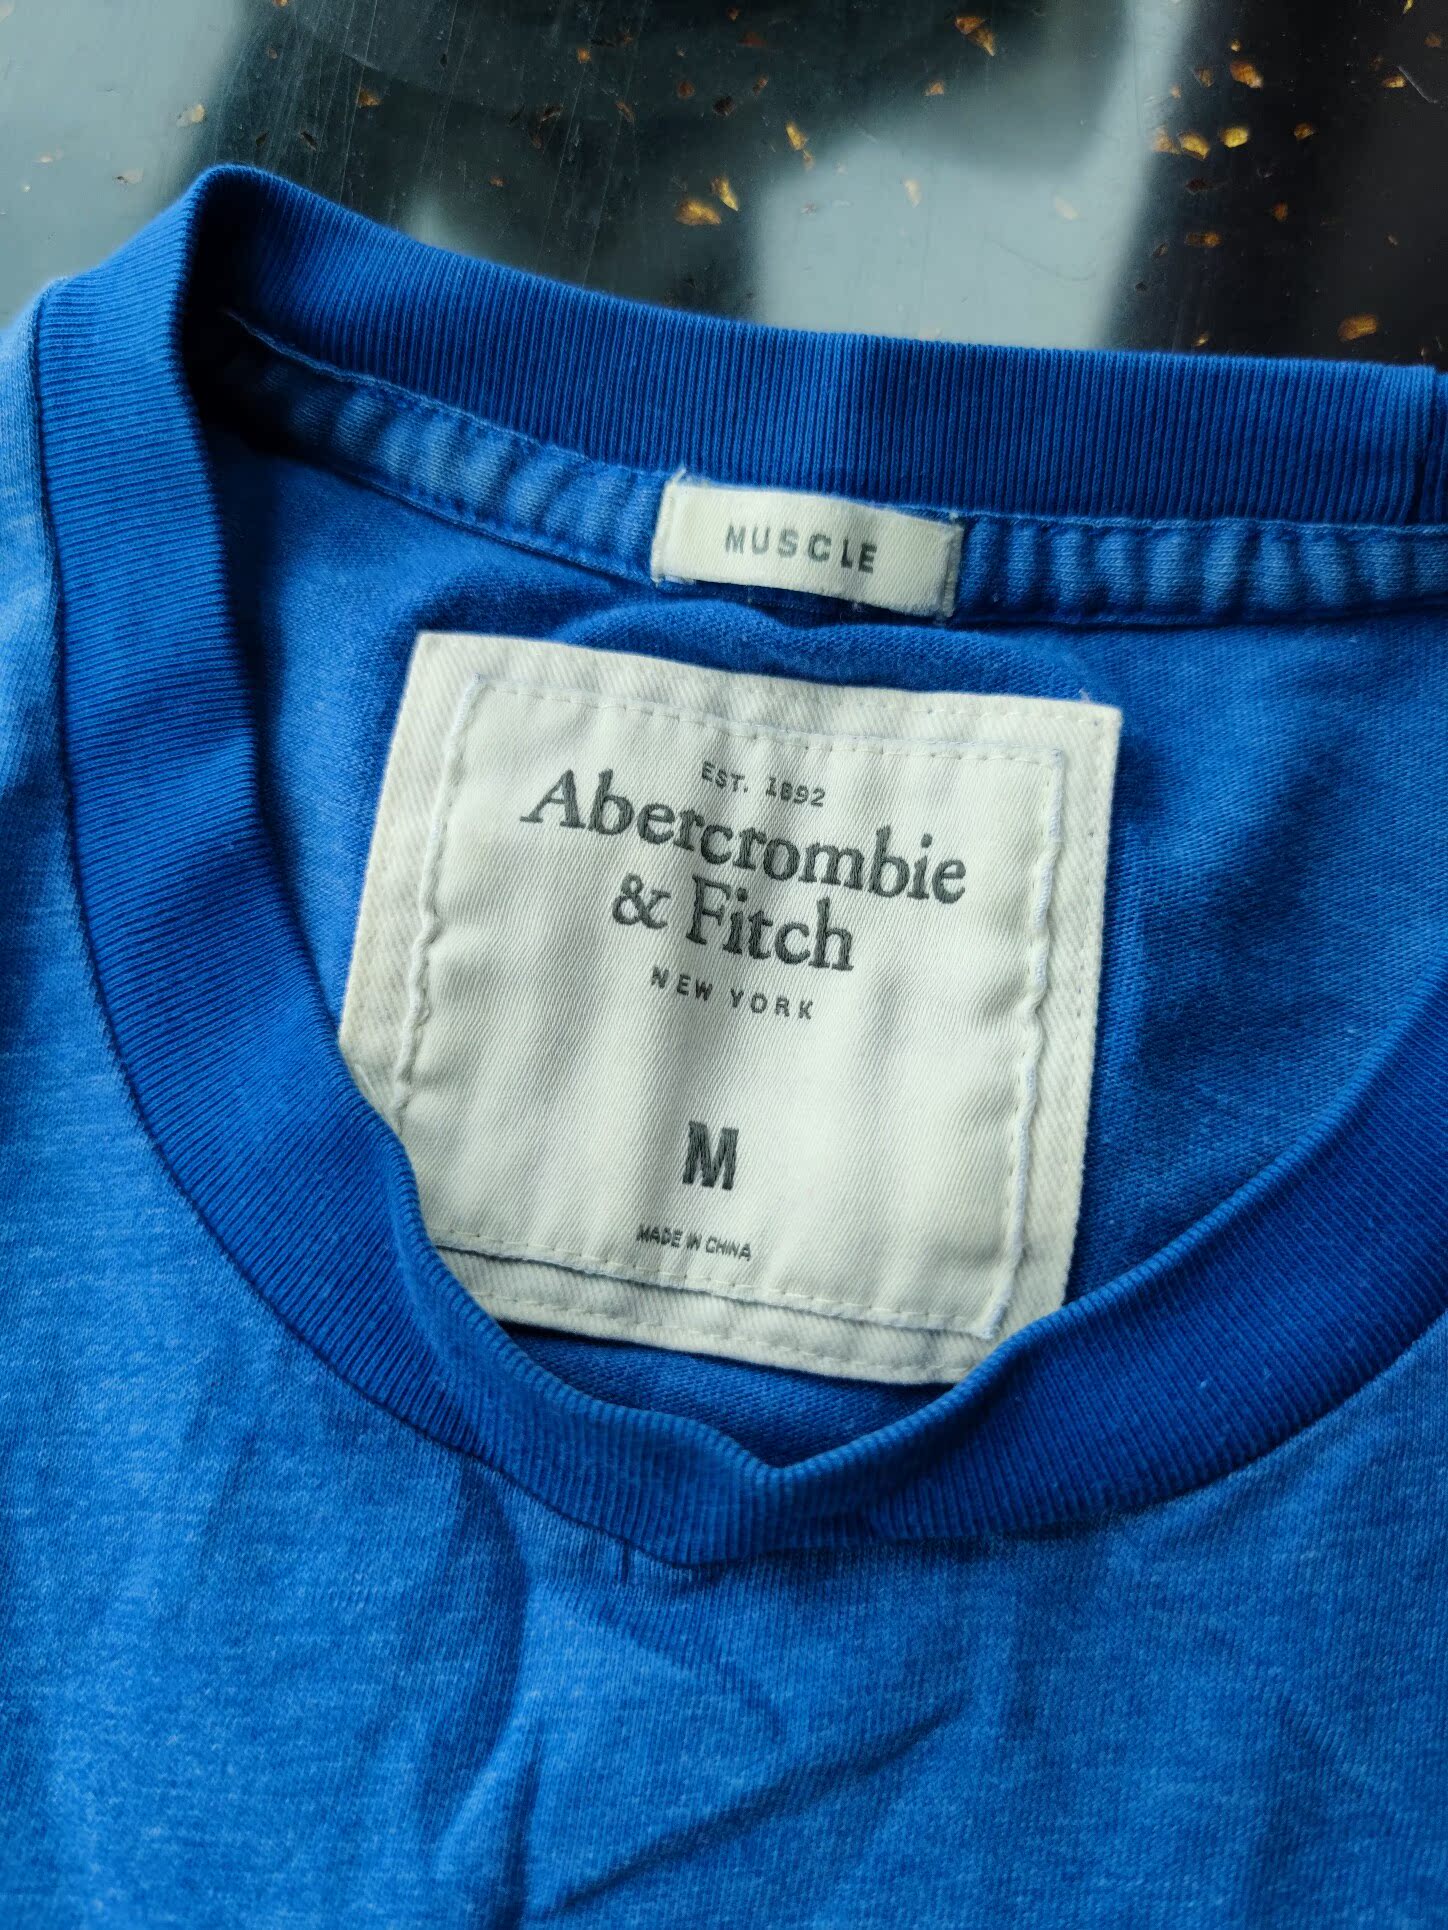 MUSCLE
EST. 1892
Abercrombie
& Fitch
NEW YORK
M
MADE IN CHINA